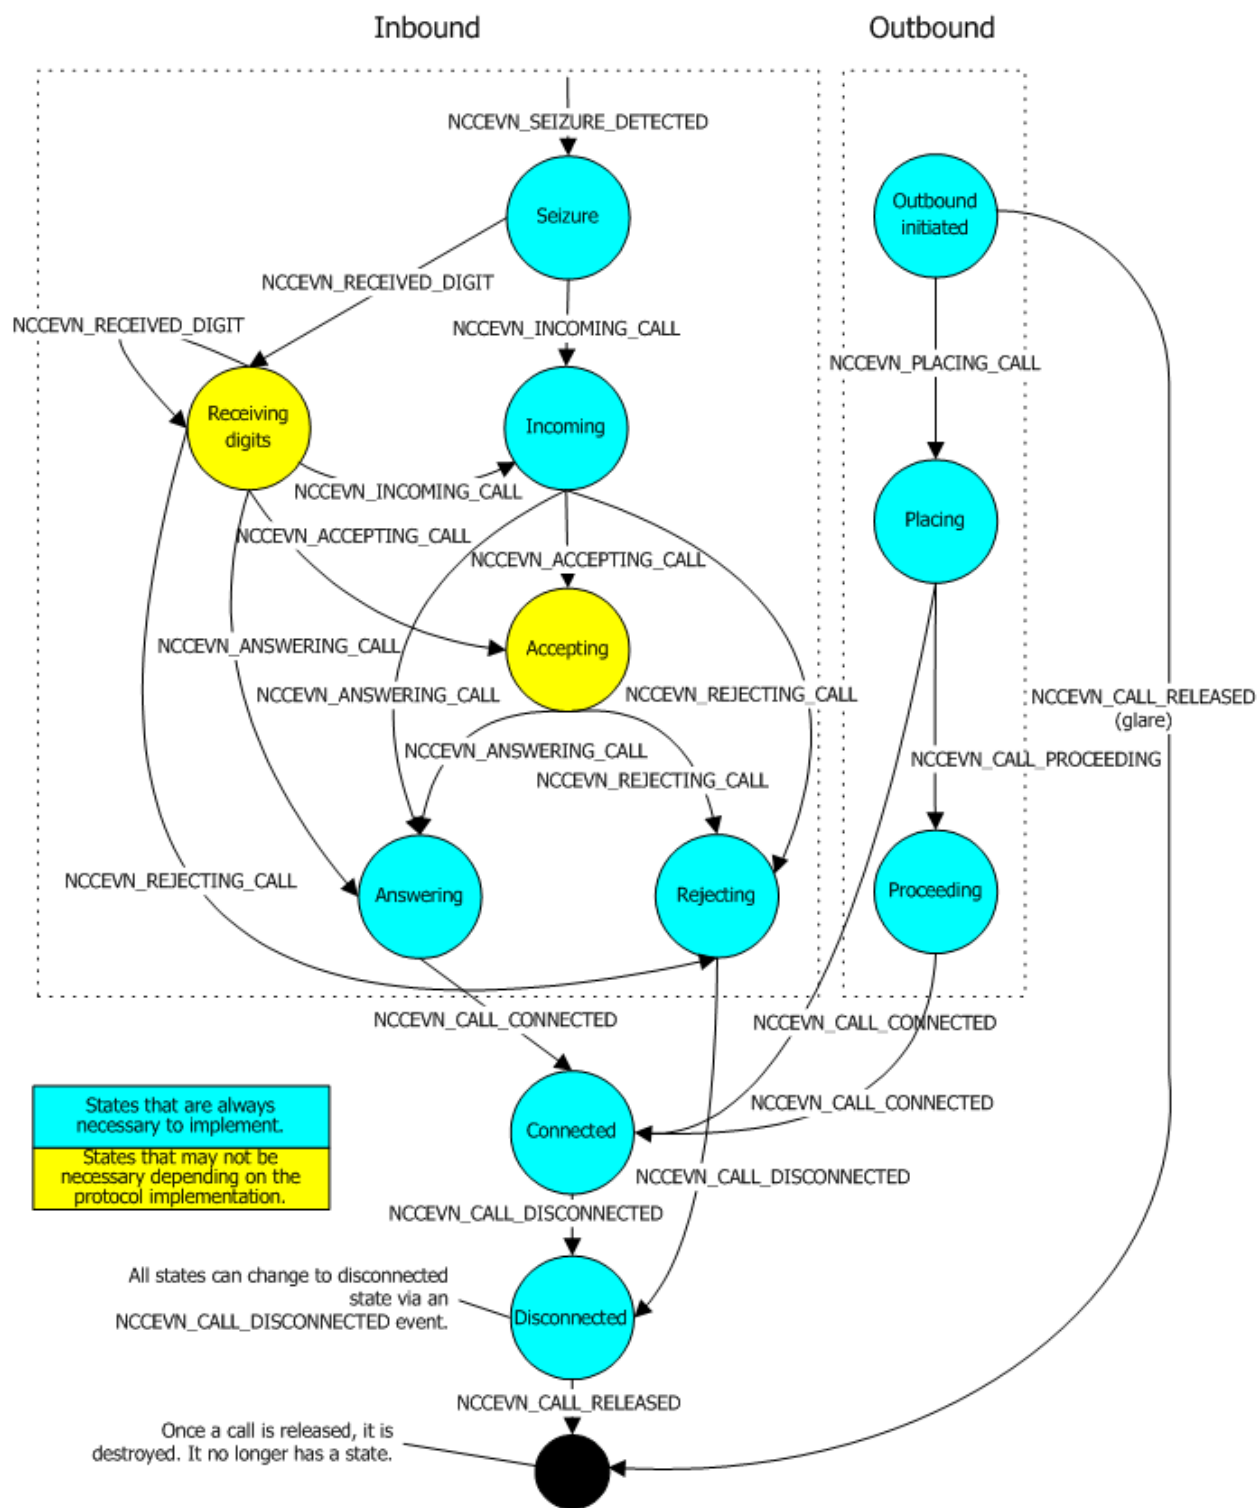 Inbound
Outbound
NCCEVN_SEIZURE_DETECTED
Seizure
Outbound
initiated
NCCEVN_RECEIVED_DIGIT
NCCEVN_RECEIVED_DIGIT
NCCEVN_INCOMING_CALL
NCCEVN_PLACING_CALL
Receiving
digits
Incoming
NCCEVN_INCOMING_CALL
Placing
NCCEVN_ACCEPTING_CALL
NCCEVN_ACCEPTING_CALL
NCCEVN_ANSWERING_CALL
Accepting
NCCEVN_ANSWERING_CALL
NCCEVN_REJECTING_CALL
NCCEVN_CALL_RELEASED
(glare)
NCCEVN_ANSWERING_CALL
NCCEVN_CALL_PROCEEDING
NCCEVN_REJECTING_CALL
NCCEVN_REJECTING_CALL
Answering
Rejecting
Proceeding
NCCEVN_CALL_CONNECTED
NCCEVN_CALL_CONNECTED
States that are always
necessary to implement.
States that may not be
necessary depending on the
protocol implementation.
Connected
NCCEVN_CALL_CONNECTED
NCCEVN_CALL_DISCONNECTED
NCCEVN_CALL_DISCONNECTED
All states can change to disconnected
state via an
NCCEVN_CALL_DISCONNECTED event.
Disconnected
NCCEVN_CALL_RELEASED
Once a call is released, it is
destroyed. It no longer has a state.